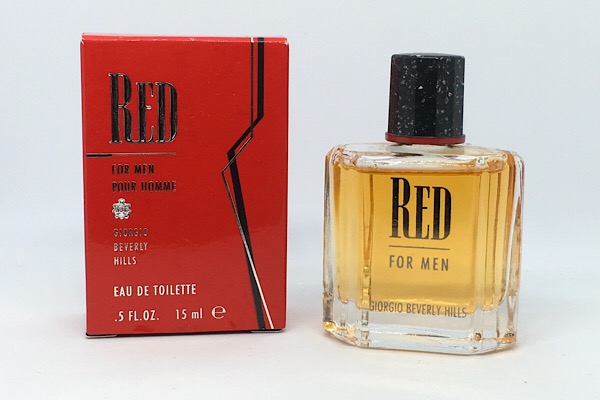 RED
FOR MEN
POUR HOMME
GIORGIO
BEVERLY
HILLS
EAU DE TOILETTE
.5 FL.OZ. 15 ml ℮
RED
FOR MEN
GIORGIO BEVERLY HILLS